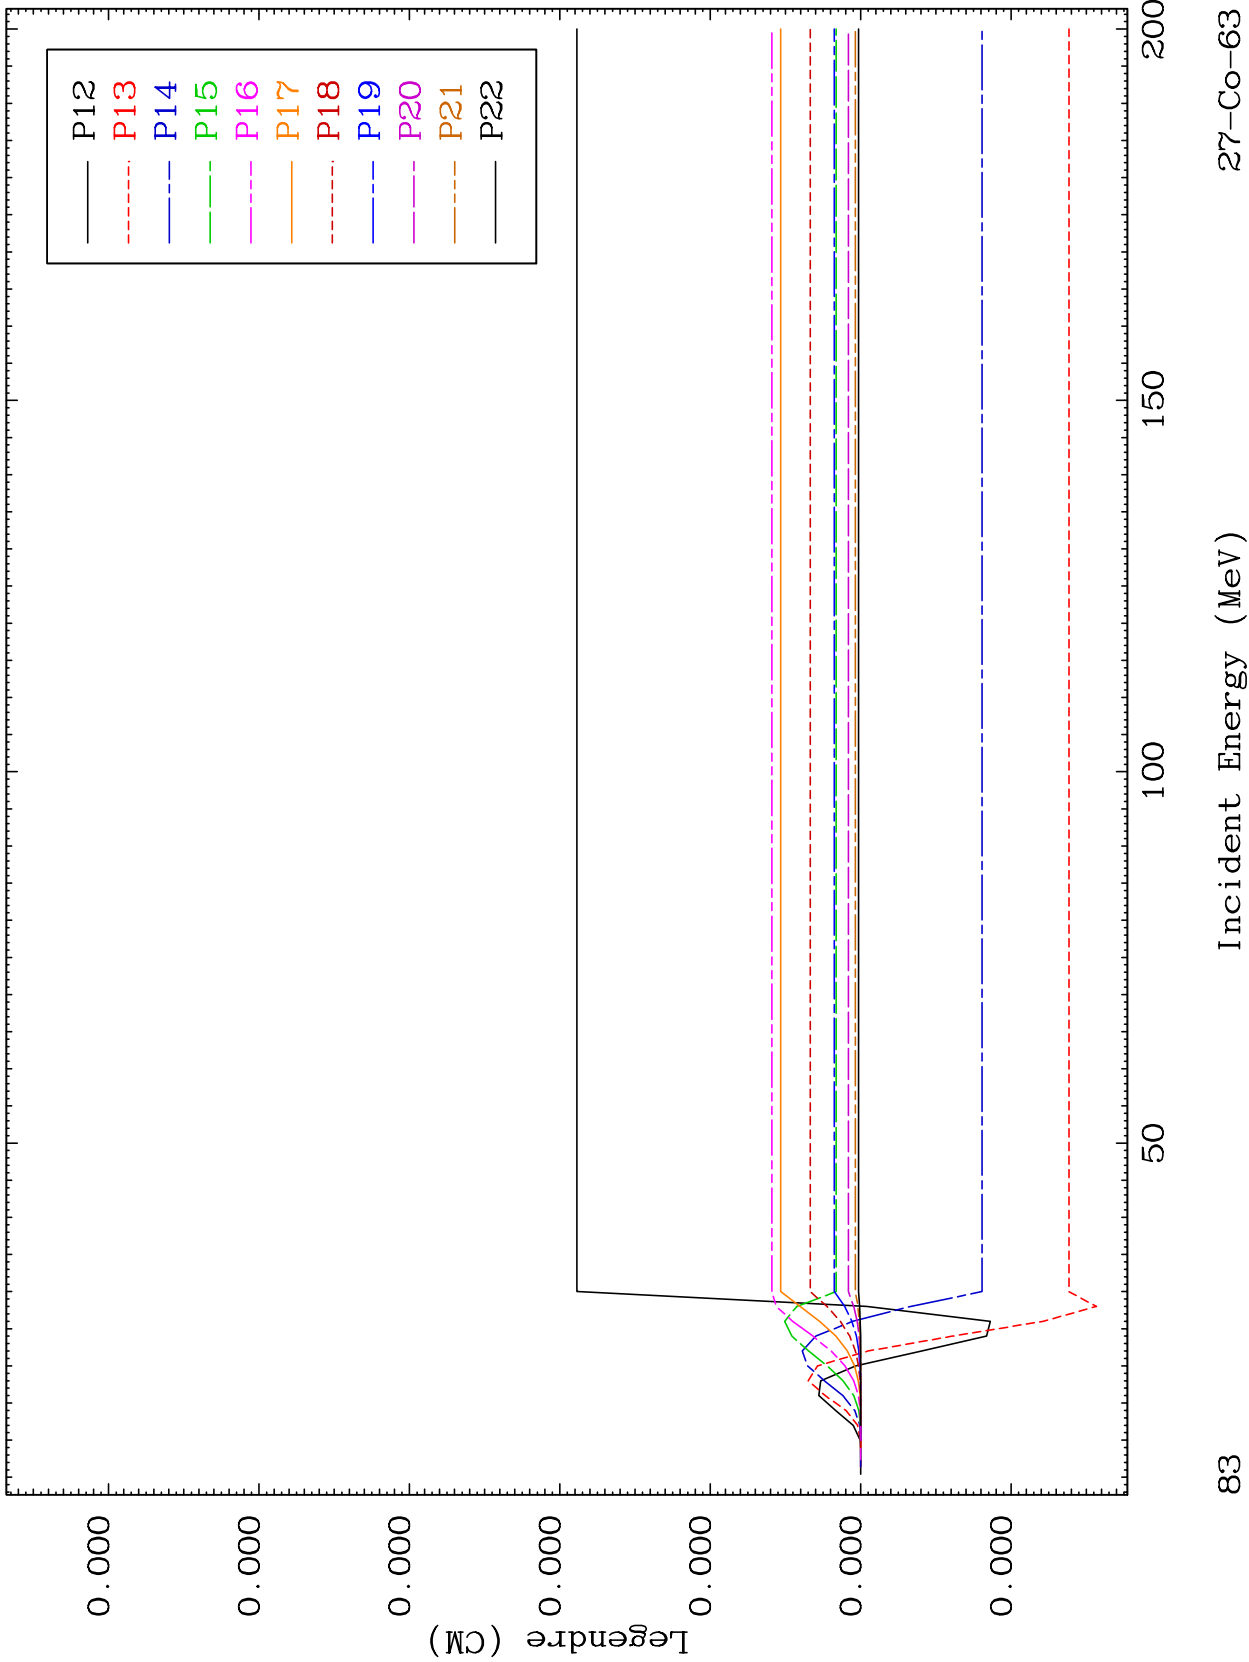 P12
P13
P14
P15
P16
P17
P18
P19
P20
P21
P22
Legendre (CM)
0.000
0.000
0.000
0.000
0.000
0.000
0.000
50
100
150
200
Incident Energy (MeV)
83
27-Co-63